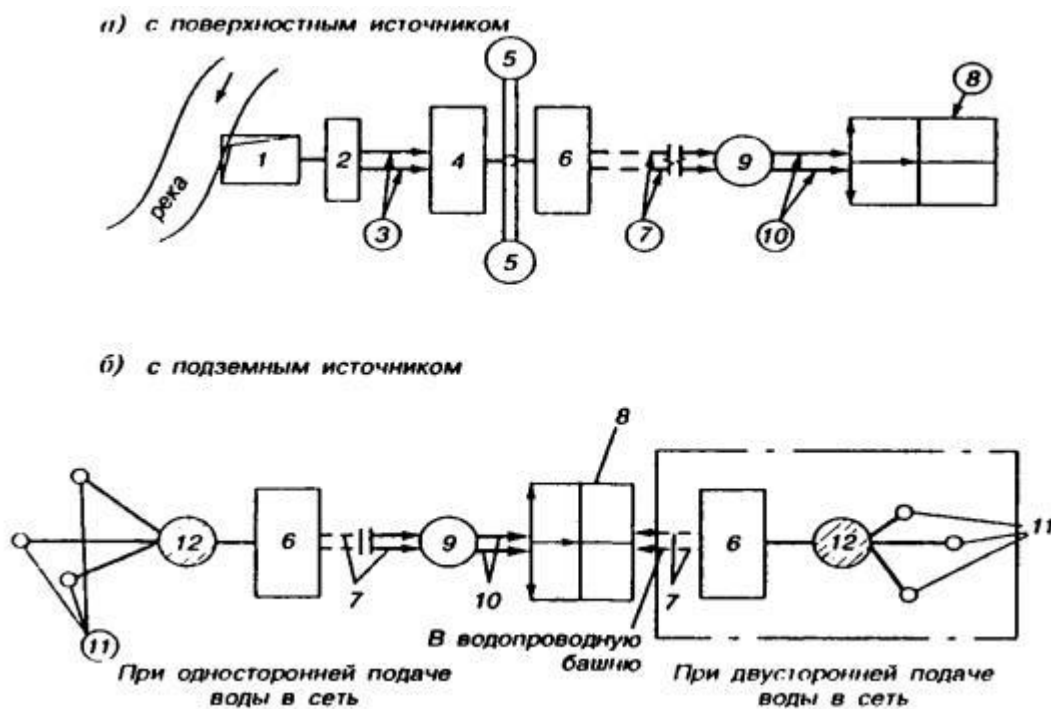 а) с поверхностным источником
5
8
1
2
4
6
9
река
3
7
10
5
б) с подземным источником
8
11
12
6
9
6
12
7
10
7
11
В водопроводную
башню
При односторонней подаче
воды в сеть
При двусторонней подаче
воды в сеть